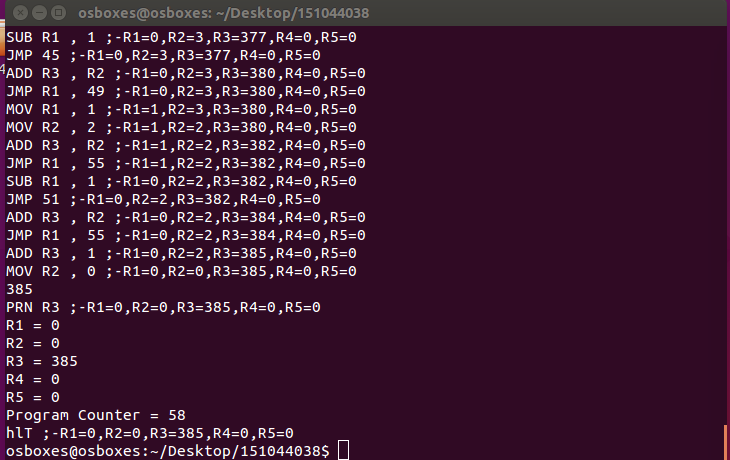 osboxes@osboxes: ~/Desktop/151044038
SUB R1 , 1 ;-R1=0,R2=3,R3=377,R4=0,R5=0
JMP 45 ;-R1=0,R2=3,R3=377,R4=0,R5=0
ADD R3 , R2 ;-R1=0,R2=3,R3=380,R4=0,R5=0
JMP R1 , 49 ;-R1=0,R2=3,R3=380,R4=0,R5=0
MOV R1 , 1 ;-R1=1,R2=3,R3=380,R4=0,R5=0
MOV R2 , 2 ;-R1=1,R2=2,R3=380,R4=0,R5=0
ADD R3 , R2 ;-R1=1,R2=2,R3=382,R4=0,R5=0
JMP R1 , 55 ;-R1=1,R2=2,R3=382,R4=0,R5=0
SUB R1 , 1 ;-R1=0,R2=2,R3=382,R4=0,R5=0
JMP 51 ;-R1=0,R2=2,R3=382,R4=0,R5=0
ADD R3 , R2 ;-R1=0,R2=2,R3=384,R4=0,R5=0
JMP R1 , 55 ;-R1=0,R2=2,R3=384,R4=0,R5=0
ADD R3 , 1 ;-R1=0,R2=2,R3=385,R4=0,R5=0
MOV R2 , 0 ;-R1=0,R2=0,R3=385,R4=0,R5=0
385
PRN R3 ;-R1=0,R2=0,R3=385,R4=0,R5=0
R1 = 0
R2 = 0
R3 = 385
R4 = 0
R5 = 0
Program Counter = 58
hlT ;-R1=0,R2=0,R3=385,R4=0,R5=0
osboxes@osboxes:~/Desktop/151044038$